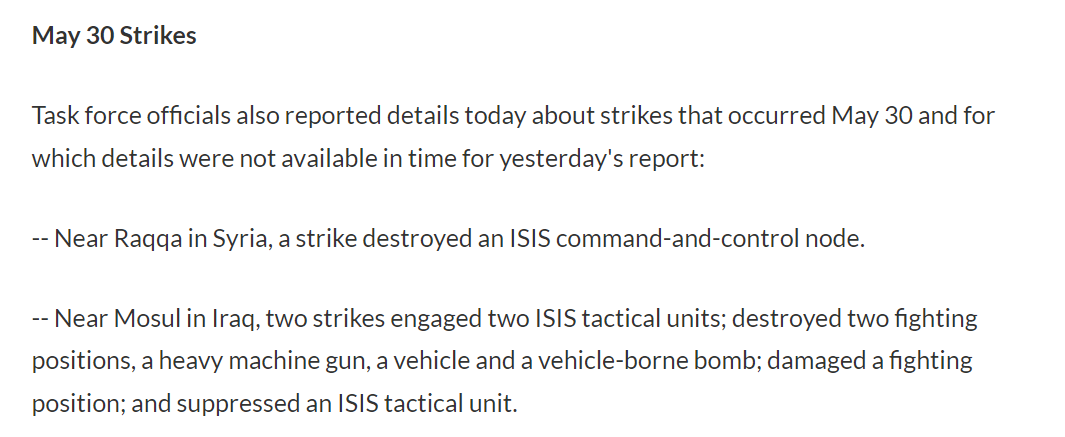 May 30 Strikes
Task force officials also reported details today about strikes that occurred May 30 and for
which details were not available in time for yesterday's report:
-- Near Raqqa in Syria, a strike destroyed an ISIS command-and-control node.
-- Near Mosul in Iraq, two strikes engaged two ISIS tactical units; destroyed two fighting
positions, a heavy machine gun, a vehicle and a vehicle-borne bomb; damaged a fighting
position; and suppressed an ISIS tactical unit.